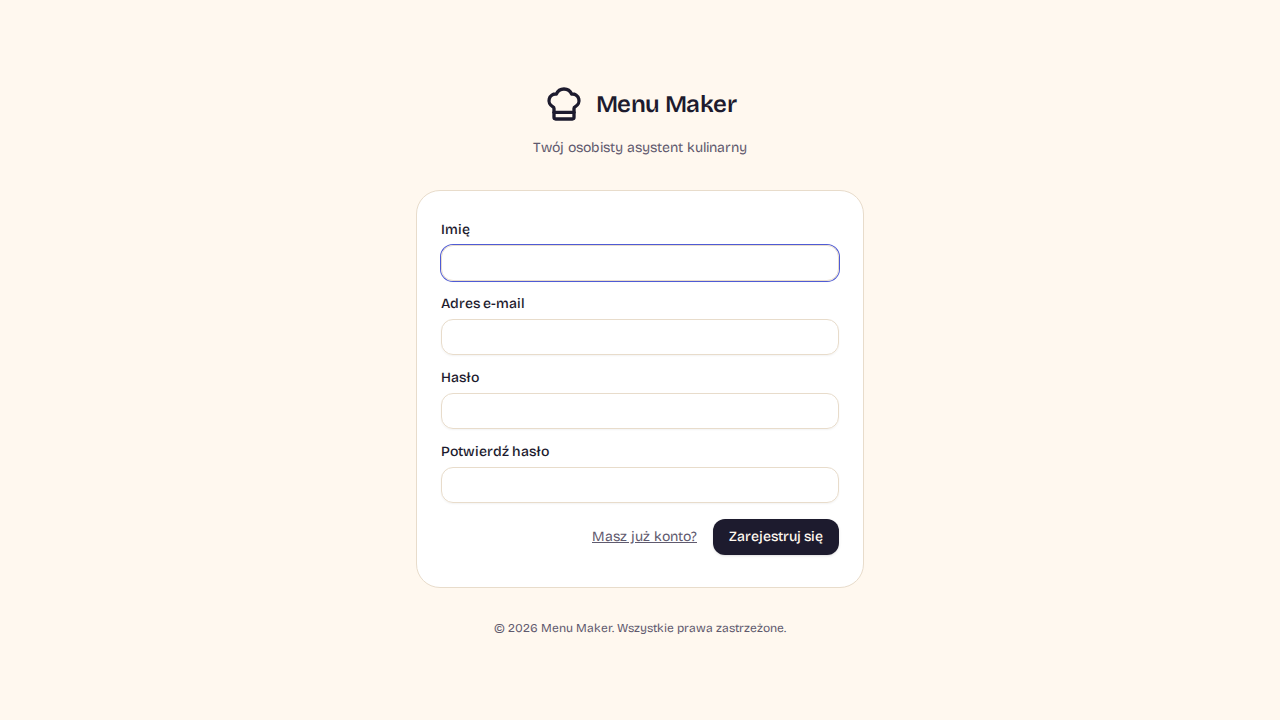 Menu Maker
Twój osobisty asystent kulinarny
Imię
Adres e-mail
Hasło
Potwierdź hasło
Masz już konto? Zarejestruj się
© 2026 Menu Maker. Wszystkie prawa zastrzeżone.